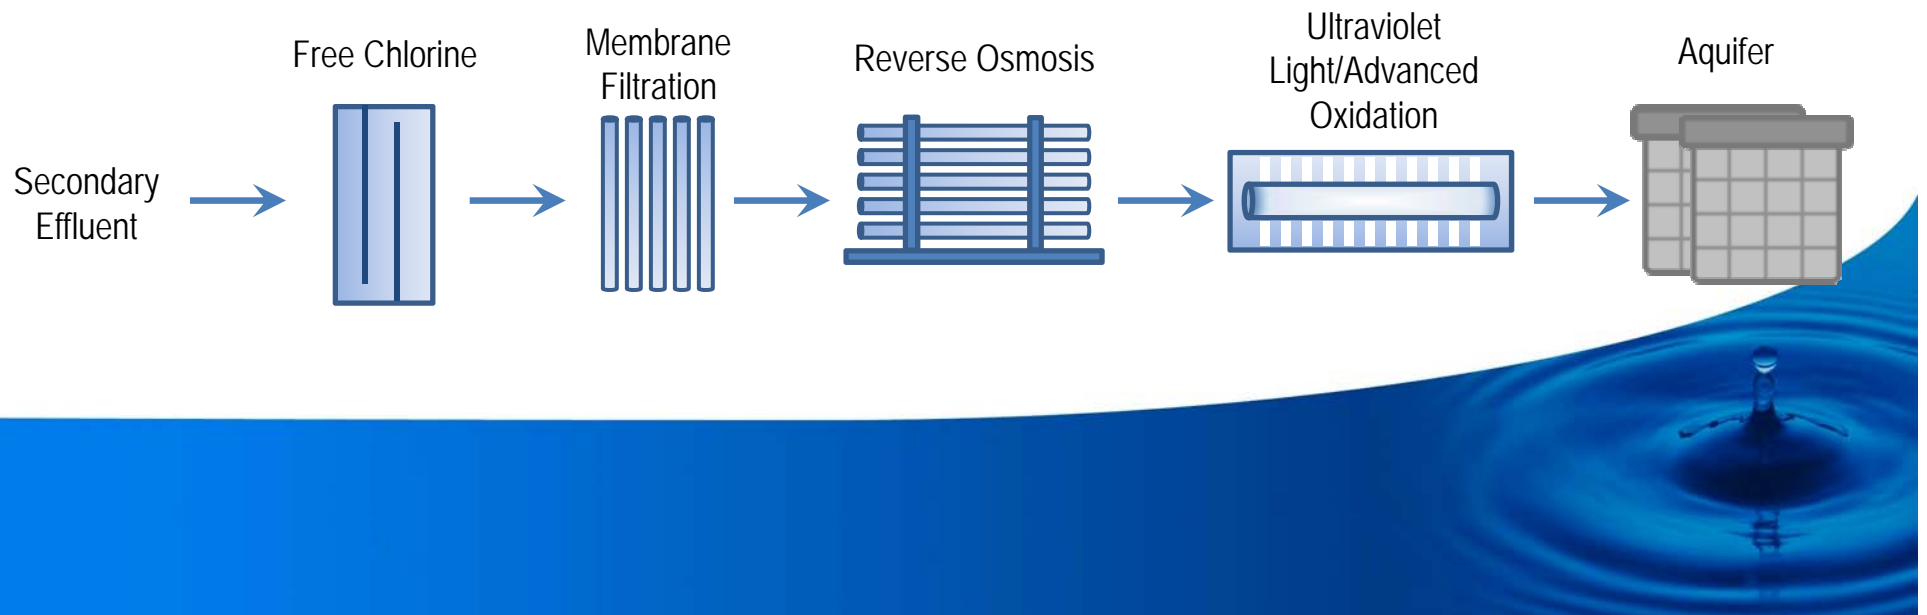 Secondary
Effluent
Free Chlorine
Membrane
Filtration
Reverse Osmosis
Ultraviolet
Light/Advanced
Oxidation
Aquifer